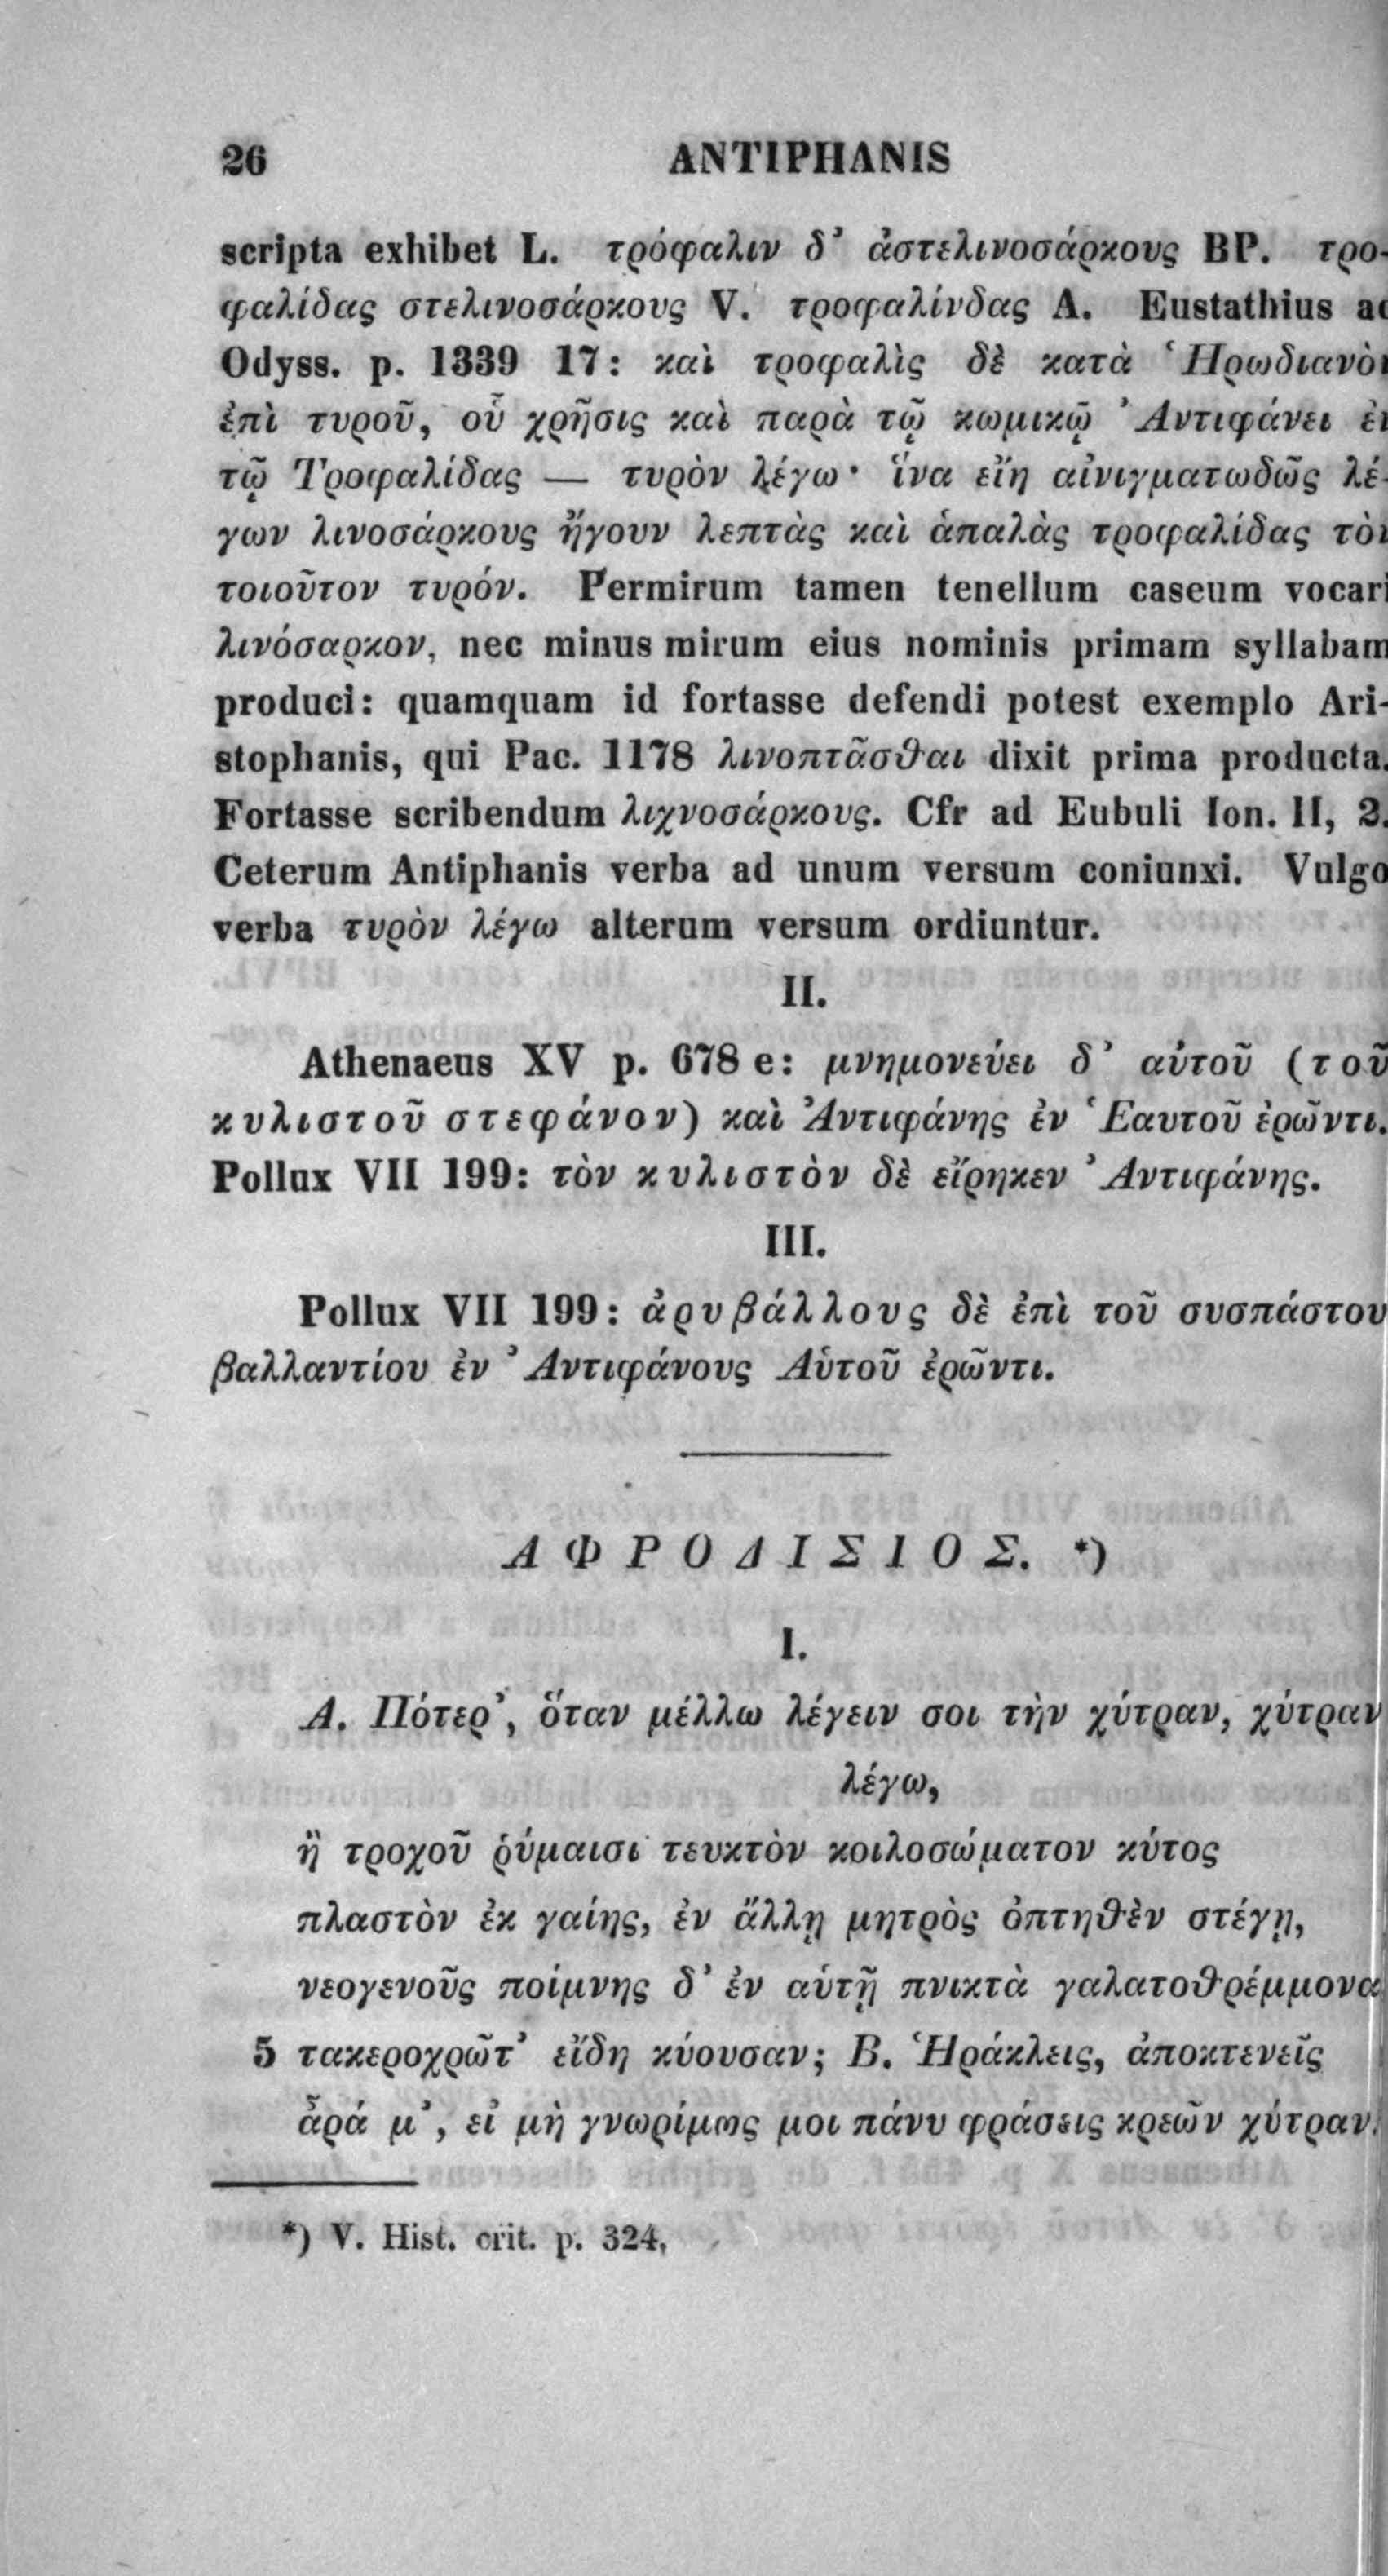 26 ANTIPHANIS
scripta exhibet L. τρόφαλιν δ᾽ ἀστελινοσάρκους BP. τρο-
φαλίδας στελινοσάρκους V. τροφαλίνδας A. Eustathius
Odyss. p. 1339 17: καὶ τροφαλὶς δὲ κατὰ Ἡρωδιανὸ
ἐπὶ τυροῦ, οὗ χρῆσις καὶ παρὰ τῷ κωμικῷ Ἀντιφάνει
τῷ Τροφαλίδας — τυρὸν λέγω· ἵνα εἴη αἰνιγματωδῶς λέ-
γων λινοσάρκους ἤγουν λεπτὰς καὶ ἁπαλὰς τροφαλίδας τὸ
τοιοῦτον τυρόν. Permirum tamen tenellum caseum vocari
λινόσαρκον, nec minus mirum eius nominis primam syllabam
produci: quamquam id fortasse defendi potest exemplo Ari-
stophanis, qui Pac. 1178 λινοπτᾶσθαι dixit prima producta.
Fortasse scribendum λιχνοσάρκους. Cfr ad Eubuli Ion. II, 2.
Ceterum Antiphanis verba ad unum versum coniunxi. Vulgo
verba τυρὸν λέγω alterum versum ordiuntur.
II.
Athenaeus XV p. 678 e: μνημονεύει δ᾽ αὐτοῦ (τοῦ
κυλιστοῦ στεφάνου) καὶ Ἀντιφάνης ἐν Ἑαυτοῦ ἐρῶντι.
Pollux VII 199: τὸν κυλιστὸν δὲ εἴρηκεν Ἀντιφάνης.
III.
Pollux VII 199: ἀρυβάλλους δὲ ἐπὶ τοῦ συσπάστου
βαλλαντίου ἐν Ἀντιφάνους Αὑτοῦ ἐρῶντι.
ΑΦΡΟΔΙΣΙΟΣ. *)
I.
Α. Πότερ᾽, ὅταν μέλλω λέγειν σοι τὴν χύτραν, χύτραν
λέγω,
ἢ τροχοῦ ῥύμαισι τευκτὸν κοιλοσώματον κύτος
πλαστὸν ἐκ γαίης, ἐν ἄλλῃ μητρὸς ὀπτηθὲν στέγῃ,
νεογενοῦς ποίμνης δ᾽ ἐν αὐτῇ πνικτὰ γαλατοθρέμμονα
5 τακεροχρῶτ᾽ εἴδη κύουσαν; Β. Ἡράκλεις, ἀποκτενεῖς
ἆρά μ᾽, εἰ μὴ γνωρίμως μοι πάνυ φράσεις κρεῶν χύτραν.
*) V. Hist. crit. p. 324.